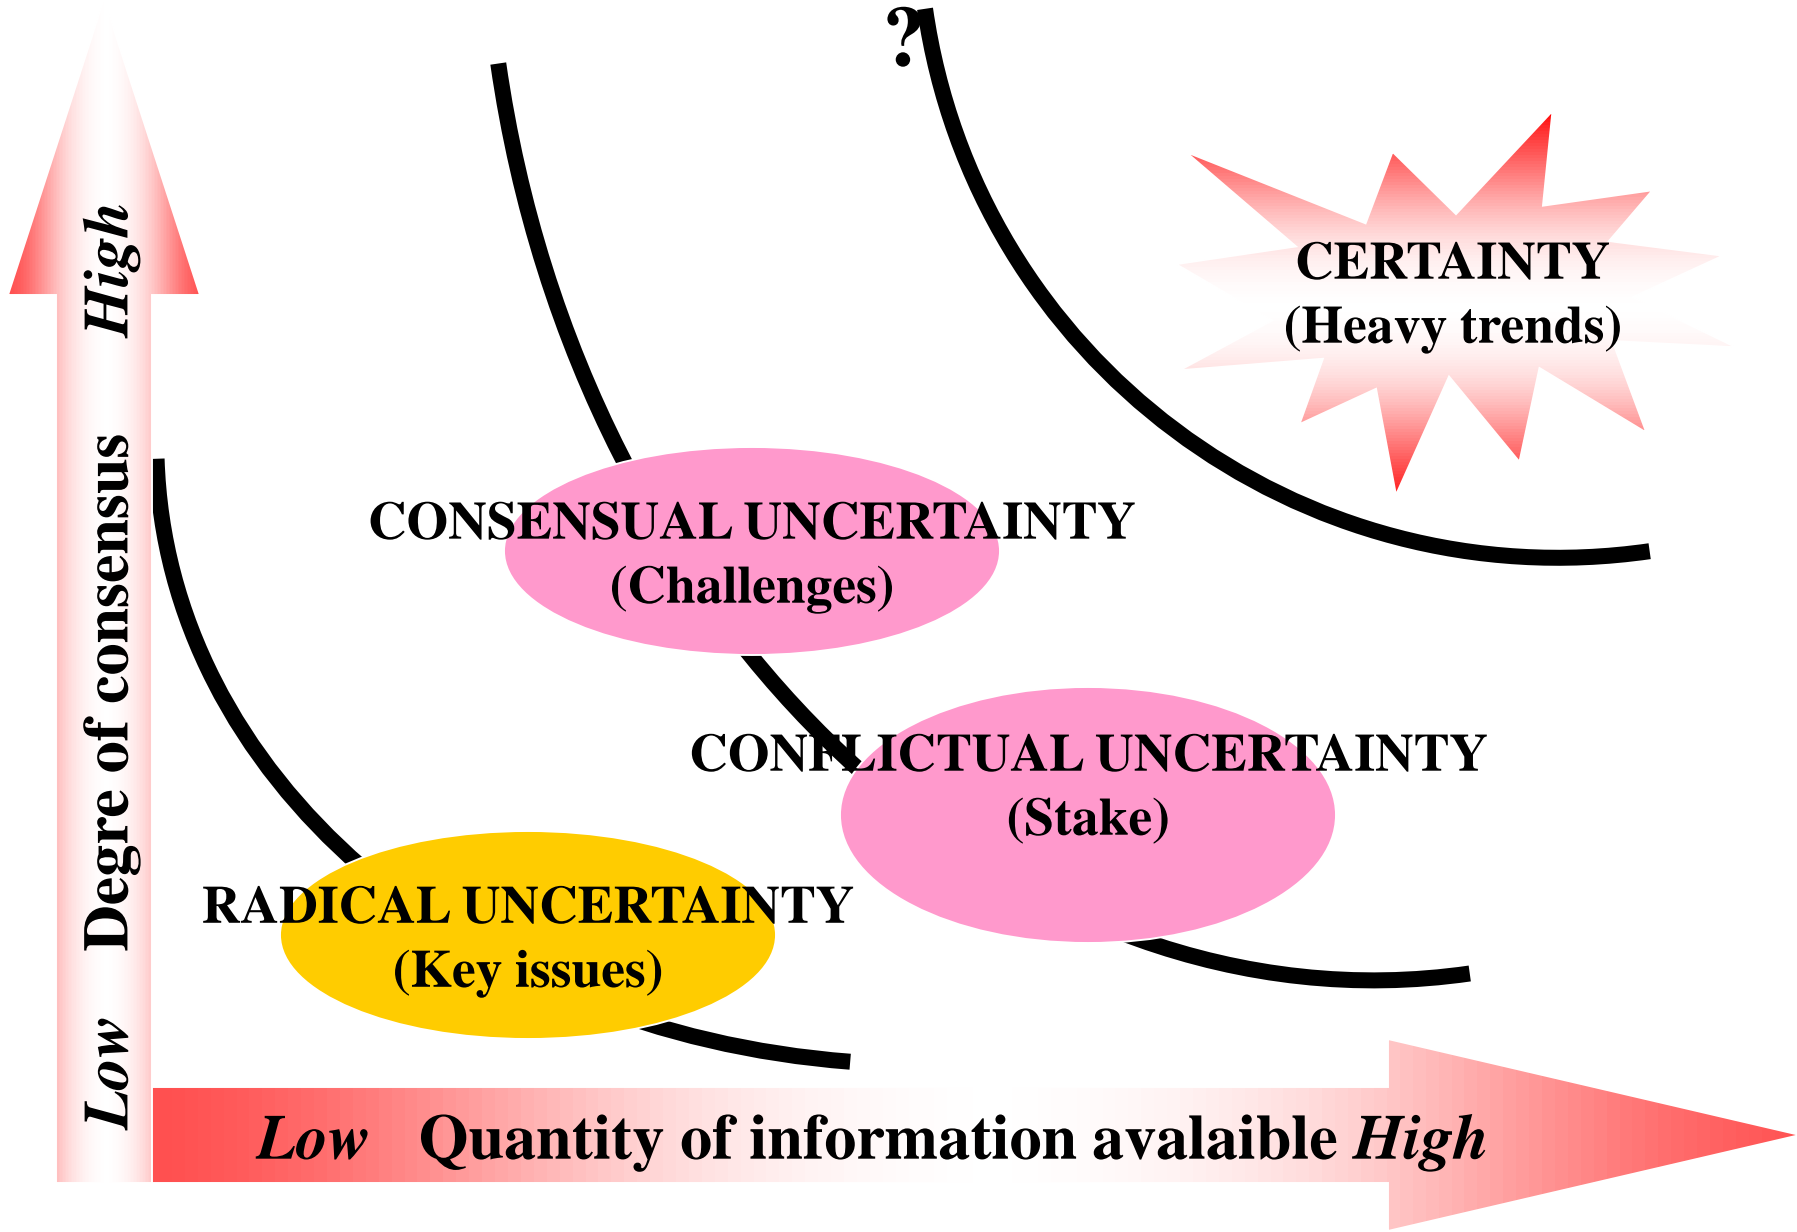 ?
CERTAINTY
(Heavy trends)
CONSENSUAL UNCERTAINTY
(Challenges)
CONFLICTUAL UNCERTAINTY
(Stake)
RADICAL UNCERTAINTY
(Key issues)
Low Degre of consensus High
Low Quantity of information avalaible High